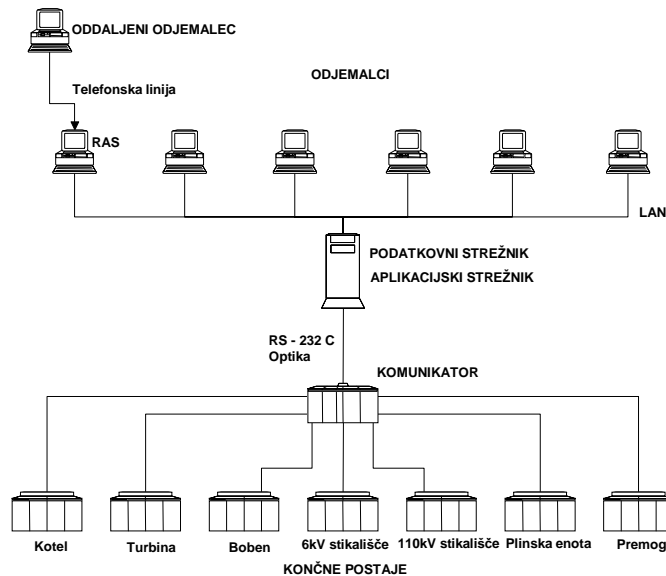 ODDALJENI ODJEMALEC
ODJEMALCI
Telefonska linija
RAS
LAN
PODATKOVNI STREŽNIK
APLIKACIJSKI STREŽNIK
RS - 232 C
Optika
KOMUNIKATOR
Kotel
Turbina
Boben
6kV stikališče
110kV stikališče
Plinska enota
Premog
KONČNE POSTAJE